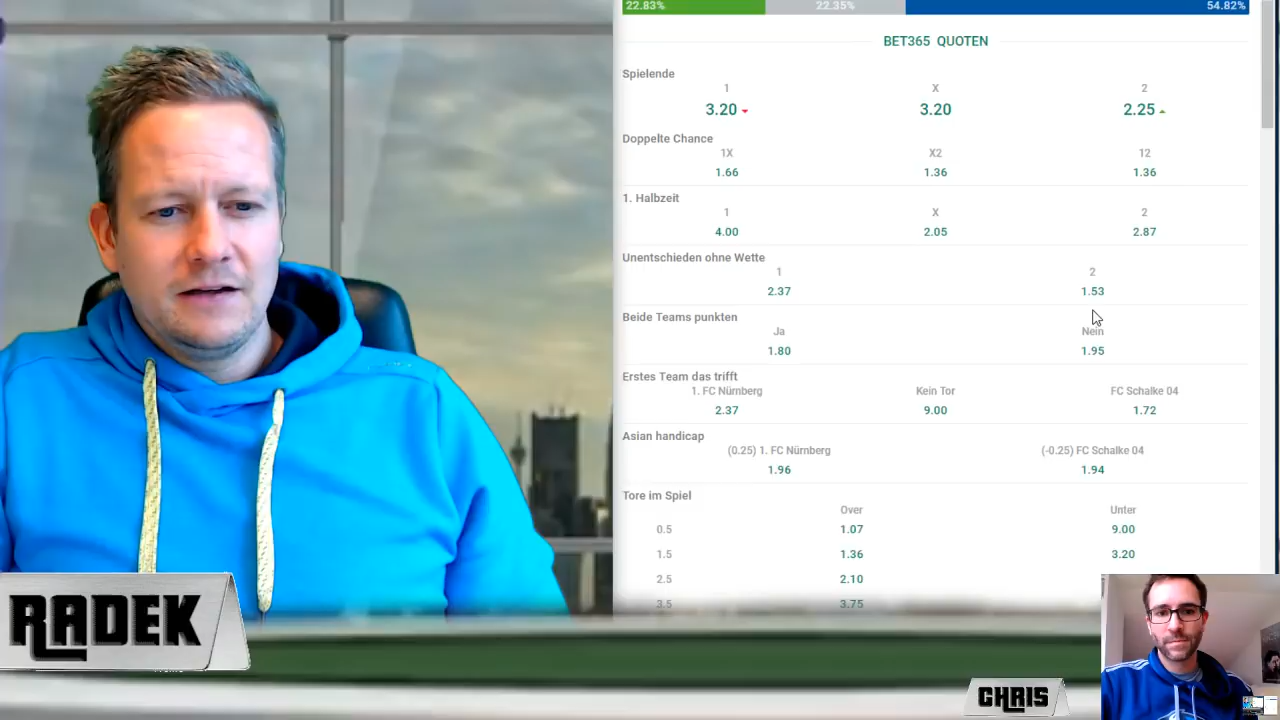 22.83% 22.35% 54.82%
BET365 QUOTEN
Spielende
1 X 2
3.20 3.20 2.25
Doppelte Chance
1X X2 12
1.66 1.36 1.36
1. Halbzeit
1 X 2
4.00 2.05 2.87
Unentschieden ohne Wette
1 2
2.37 1.53
Beide Teams punkten
Ja Nein
1.80 1.95
Erstes Team das trifft
1. FC Nürnberg Kein Tor FC Schalke 04
2.37 9.00 1.72
Asian handicap
(0.25) 1. FC Nürnberg (-0.25) FC Schalke 04
1.96 1.94
Tore im Spiel
Over Unter
0.5 1.07 9.00
1.5 1.36 3.20
2.5 2.10
3.5 3.75
RADEK
CHRIS